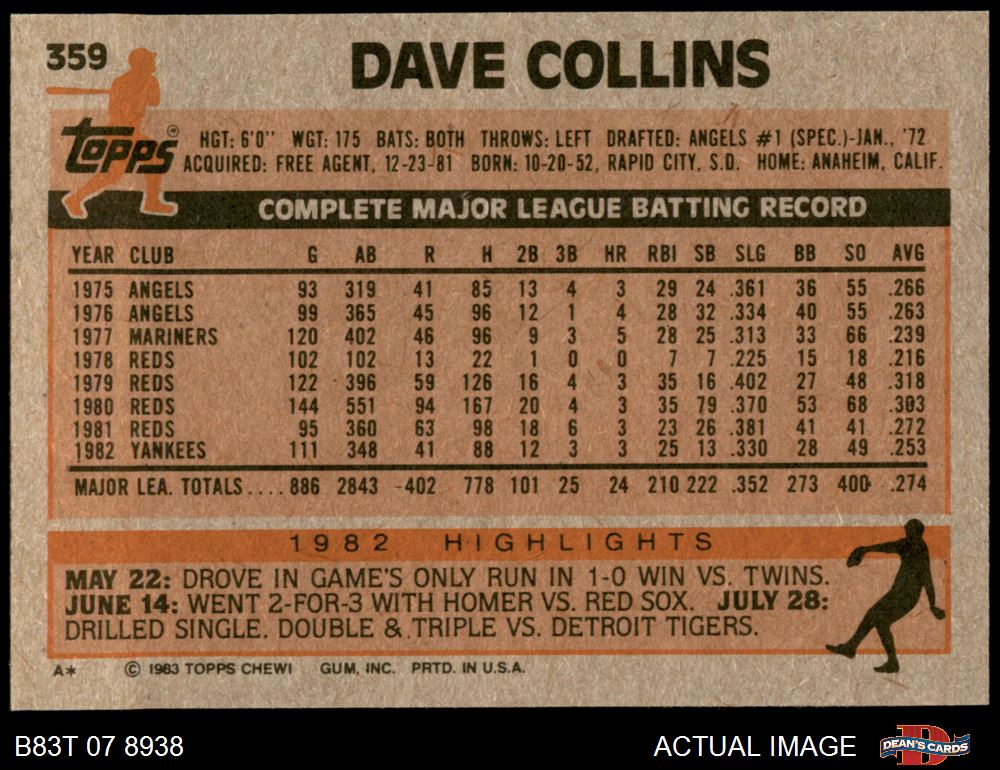 359
DAVE COLLINS
Topps ®
HGT: 6'0" WGT: 175 BATS: BOTH THROWS: LEFT DRAFTED: ANGELS #1 (SPEC.)-JAN., '72
ACQUIRED: FREE AGENT, 12-23-81 BORN: 10-20-52, RAPID CITY, S.D. HOME: ANAHEIM, CALIF.
COMPLETE MAJOR LEAGUE BATTING RECORD
YEAR CLUB G AB R H 2B 3B HR RBI SB SLG BB SO AVG
1975 ANGELS 93 319 41 85 13 4 3 29 24 .361 36 55 .266
1976 ANGELS 99 365 45 96 12 1 4 28 32 .334 40 55 .263
1977 MARINERS 120 402 46 96 9 3 5 28 25 .313 33 66 .239
1978 REDS 102 102 13 22 1 0 0 7 7 .225 15 18 .216
1979 REDS 122 396 59 126 16 4 3 35 16 .402 27 48 .318
1980 REDS 144 551 94 167 20 4 3 35 79 .370 53 68 .303
1981 REDS 95 360 63 98 18 6 3 23 26 .381 41 41 .272
1982 YANKEES 111 348 41 88 12 3 3 25 13 .330 28 49 .253
MAJOR LEA. TOTALS.... 886 2843 402 778 101 25 24 210 222 .352 273 400 .274
1982 HIGHLIGHTS
MAY 22: DROVE IN GAME'S ONLY RUN IN 1-0 WIN VS. TWINS.
JUNE 14: WENT 2-FOR-3 WITH HOMER VS. RED SOX. JULY 28:
DRILLED SINGLE. DOUBLE & TRIPLE VS. DETROIT TIGERS.
A* © 1983 TOPPS CHEWI GUM, INC. PRTD. IN U.S.A.
B83T 07 8938
ACTUAL IMAGE
D
DEAN'S CARDS